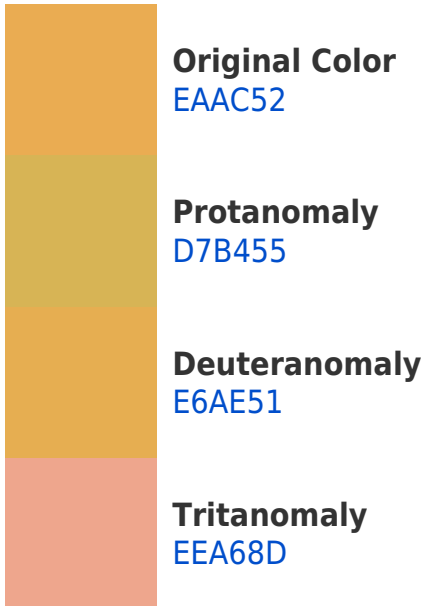 Original Color
EAAC52
Protanomaly
D7B455
Deuteranomaly
E6AE51
Tritanomaly
EEA68D